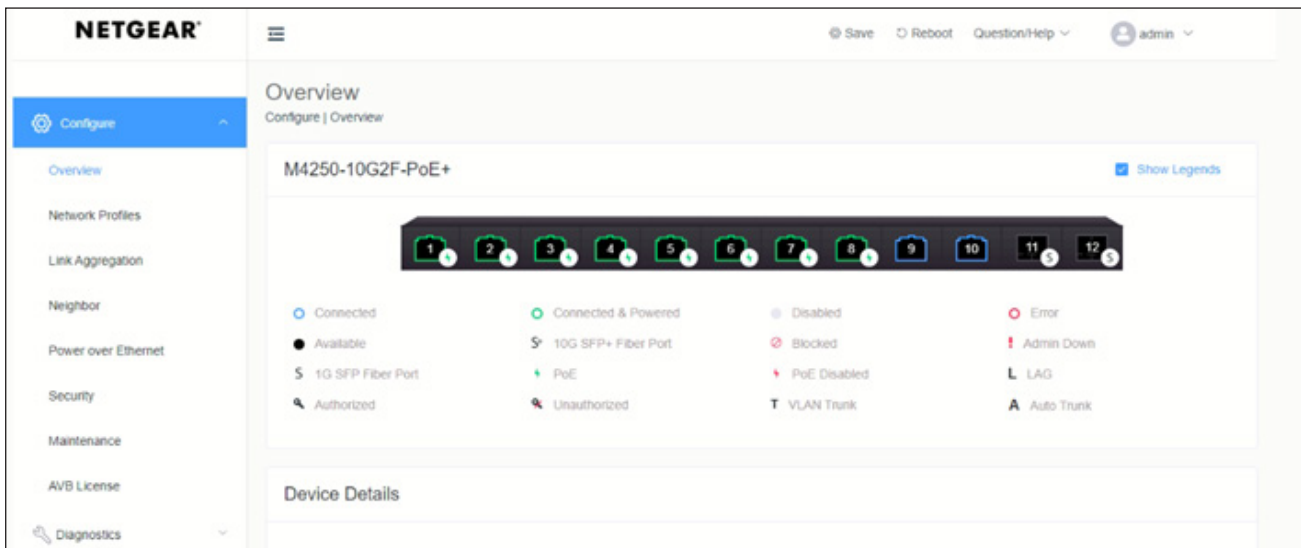 NETGEAR®
Save Reboot Question/Help admin
Overview
Configure | Overview
Configure
Overview
Network Profiles
Link Aggregation
Neighbor
Power over Ethernet
Security
Maintenance
AVB License
Diagnostics
M4250-10G2F-PoE+ Show Legends
1 2 3 4 5 6 7 8 9 10 11 S 12 S
Connected Connected & Powered Disabled Error
Available S+ 10G SFP+ Fiber Port Blocked Admin Down
S 1G SFP Fiber Port PoE PoE Disabled L LAG
Authorized Unauthorized T VLAN Trunk A Auto Trunk
Device Details